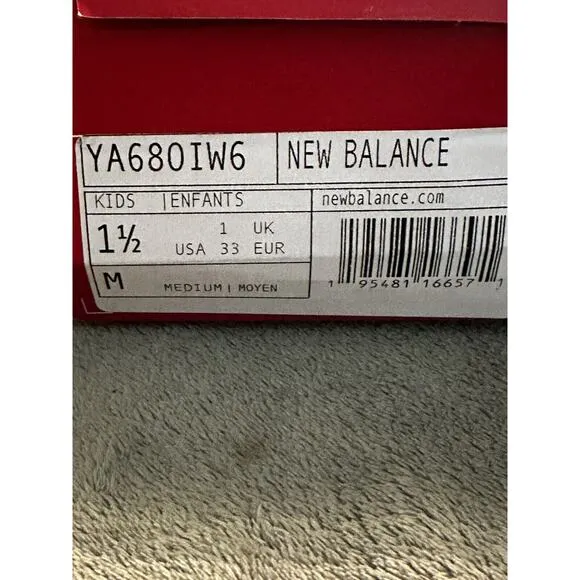 YA680IW6 NEW BALANCE
KIDS |ENFANTS newbalance.com
1½ 1 UK
USA 33 EUR
M MEDIUM | MOYEN
1 95481 16657 1